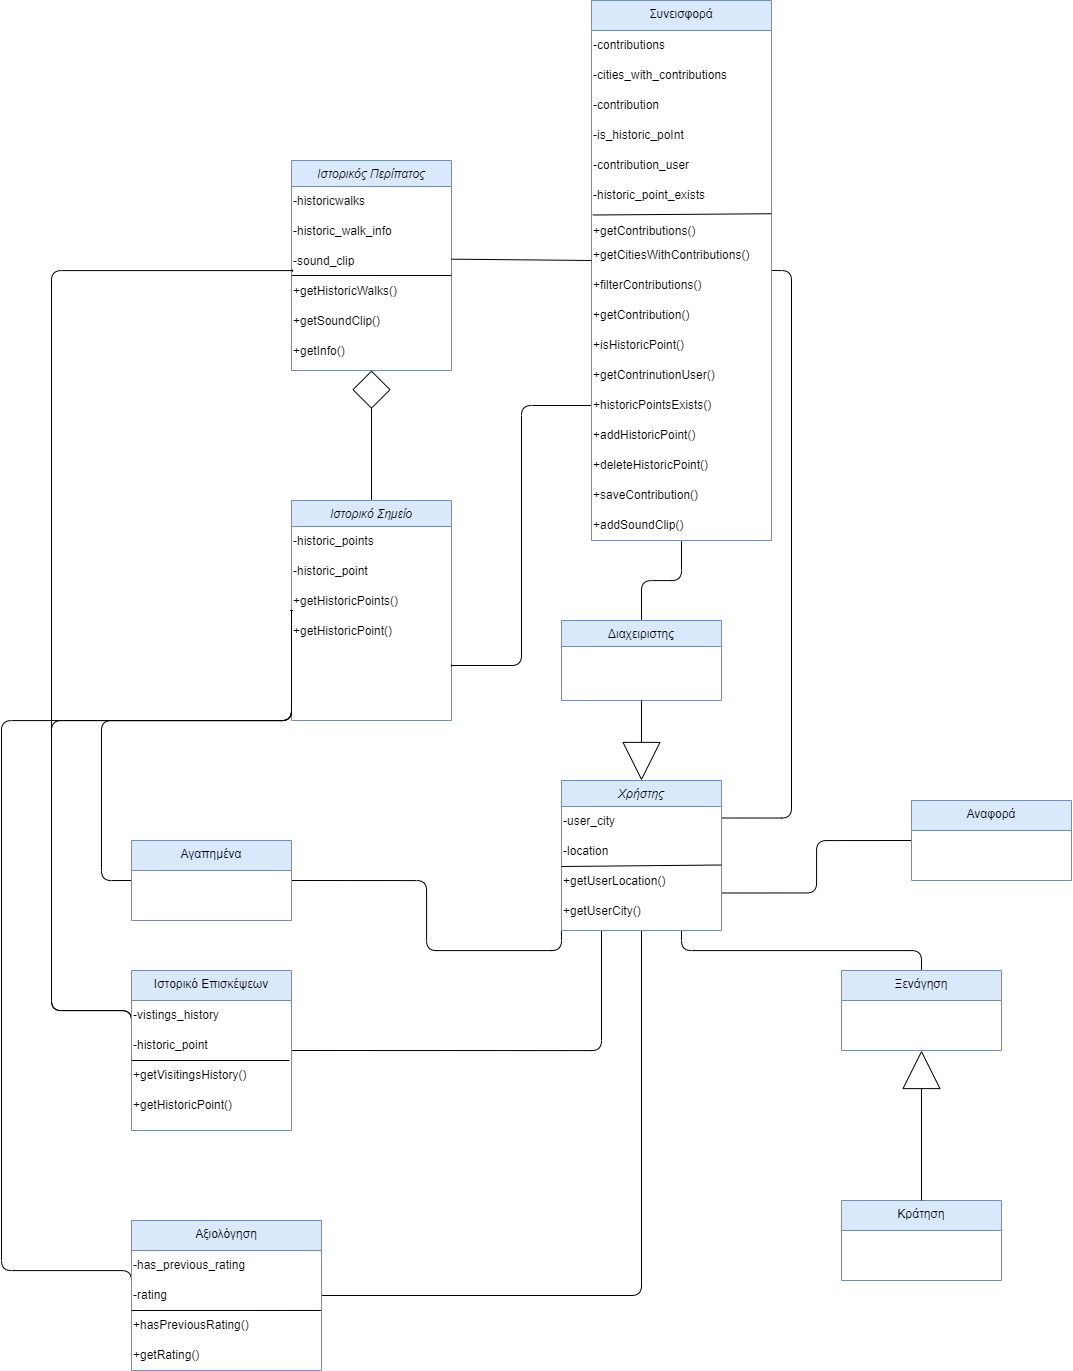 Συνεισφορά
-contributions
-cities_with_contributions
-contribution
-is_historic_poInt
-contribution_user
-historic_point_exists
+getContributions()
+getCitiesWithContributions()
+filterContributions()
+getContribution()
+isHistoricPoint()
+getContrinutionUser()
+historicPointsExists()
+addHistoricPoint()
+deleteHistoricPoint()
+saveContribution()
+addSoundClip()
Ιστορικός Περίπατος
-historicwalks
-historic_walk_info
-sound_clip
+getHistoricWalks()
+getSoundClip()
+getInfo()
Ιστορικό Σημείο
-historic_points
-historic_point
+getHistoricPoints()
+getHistoricPoint()
Διαχειριστης
Χρήστης
-user_city
-location
+getUserLocation()
+getUserCity()
Αναφορά
Αγαπημένα
Ιστορικό Επισκέψεων
-vistings_history
-historic_point
+getVisitingsHistory()
+getHistoricPoint()
Ξενάγηση
Κράτηση
Αξιολόγηση
-has_previous_rating
-rating
+hasPreviousRating()
+getRating()